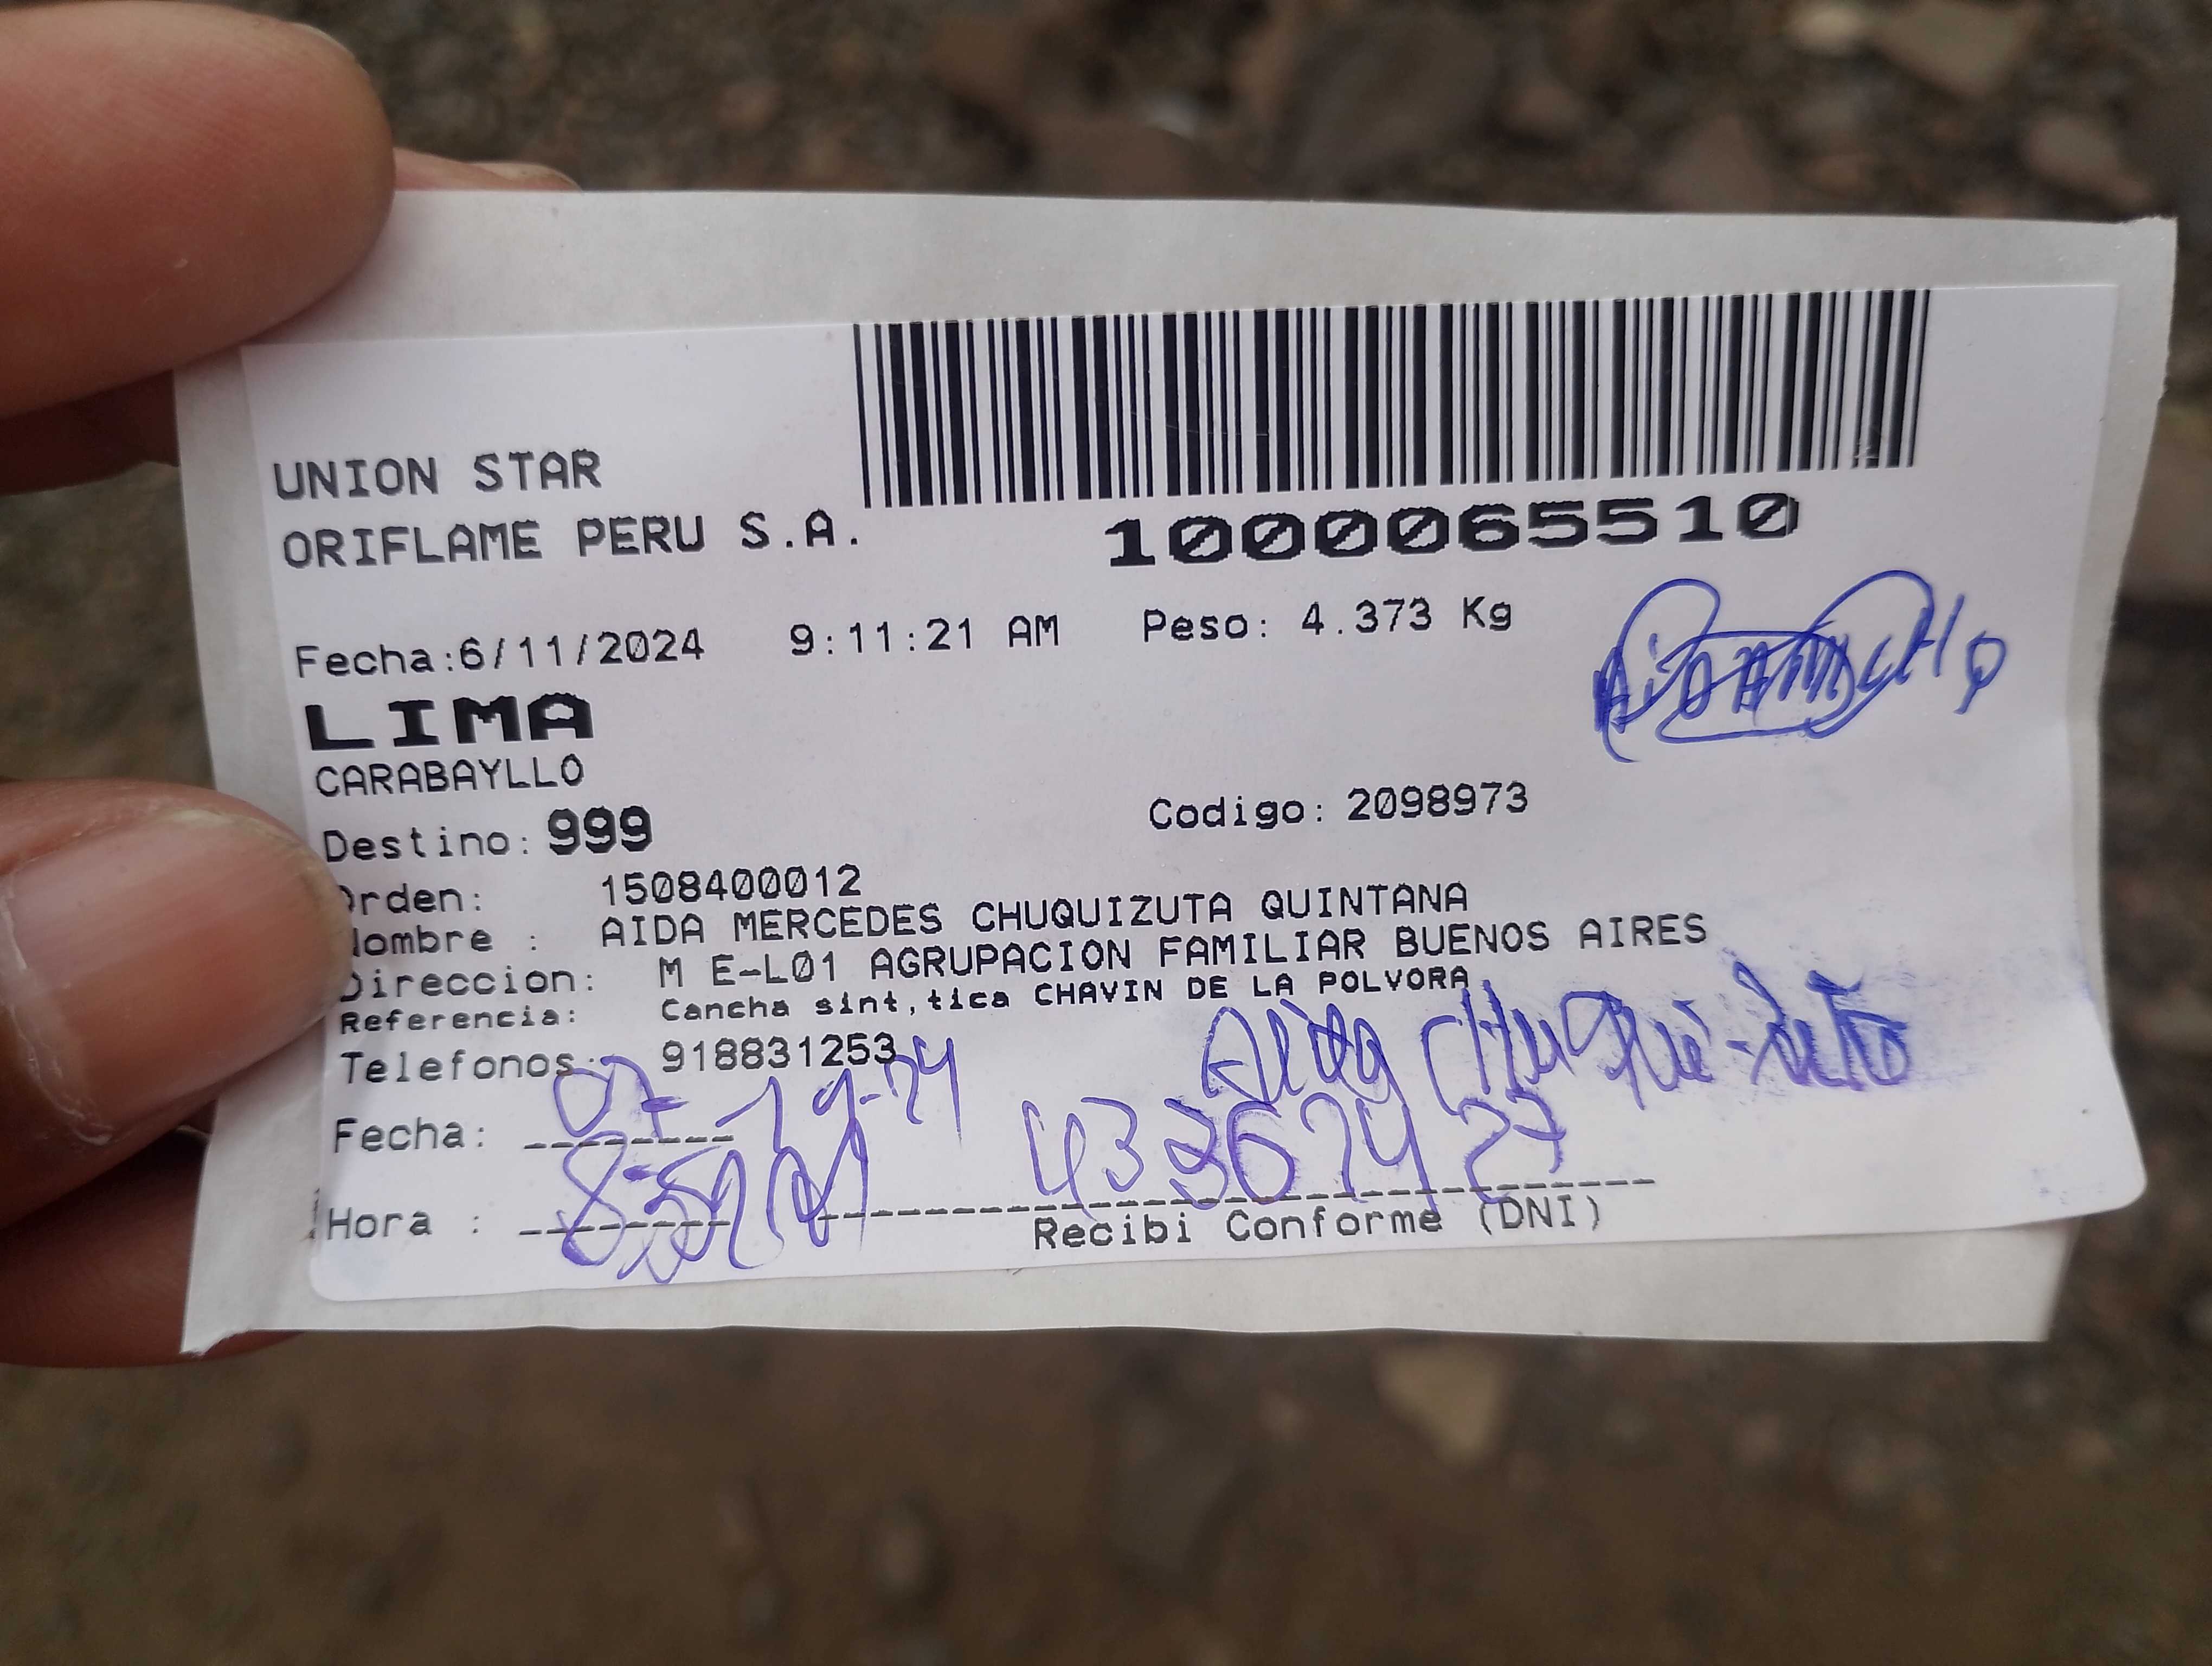 UNION STAR
ORIFLAME PERU S.A.
1000065510
Fecha:6/11/2024 9:11:21 AM Peso: 4.373 Kg
LIMA
CARABAYLLO
Destino: 999 Codigo: 2098973
Orden: 1508400012
Nombre : AIDA MERCEDES CHUQUIZUTA QUINTANA
Direccion: M E-L01 AGRUPACION FAMILIAR BUENOS AIRES
Referencia: Cancha sint,tica CHAVIN DE LA POLVORA
Telefonos: 918831253
Aida
Fecha:
Hora :
Recibi Conforme (DNI)